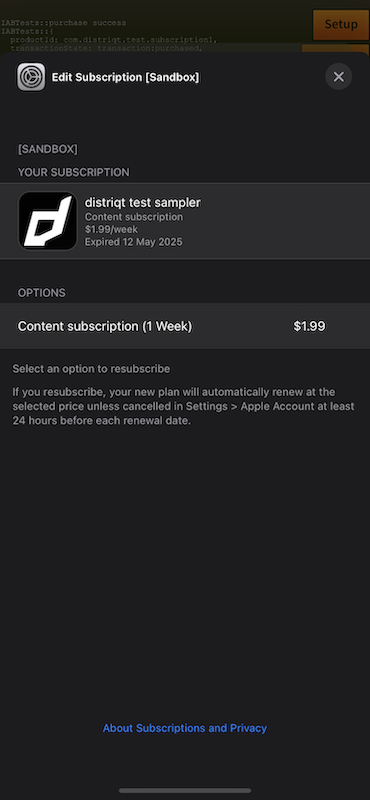 IABTests::purchase success
IABTests::{
productId: com.distriqt.test.subscription1,
transactionState: transaction:purchased,
Setup
Edit Subscription [Sandbox]
[SANDBOX]
YOUR SUBSCRIPTION
distriqt test sampler
Content subscription
$1.99/week
Expired 12 May 2025
OPTIONS
Content subscription (1 Week) $1.99
Select an option to resubscribe
If you resubscribe, your new plan will automatically renew at the
selected price unless cancelled in Settings > Apple Account at least
24 hours before each renewal date.
About Subscriptions and Privacy